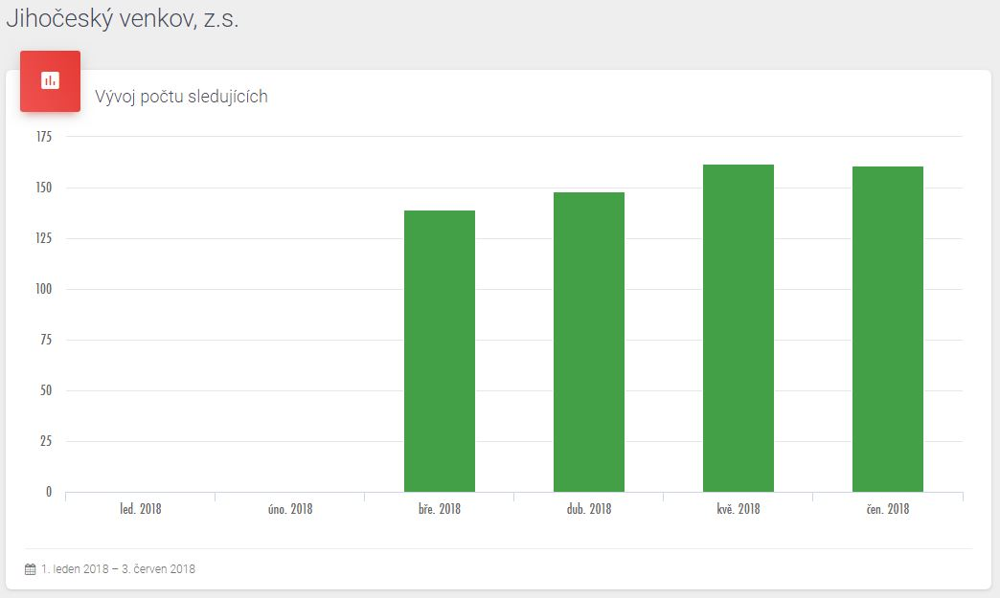 Jihočeský venkov, z.s.
Vývoj počtu sledujících
175
150
125
100
75
50
25
0
led. 2018 úno. 2018 bře. 2018 dub. 2018 kvě. 2018 čen. 2018
1. leden 2018 – 3. červen 2018